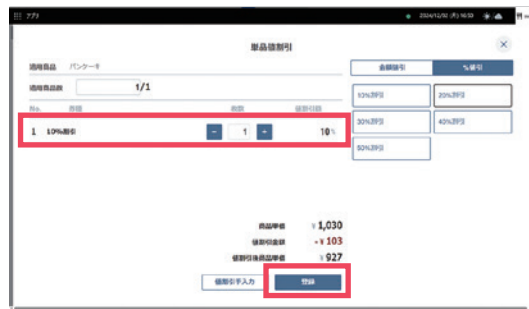 アプリ 2024/12/02 (月) 16:50
単品値割引
適用商品 パンケーキ
適用商品数 1/1
No. 券種 枚数 値割引額
1 10%割引 - 1 + 10%
金額値引 %値引
10%割引 20%割引
30%割引 40%割引
50%割引
商品単価 ¥1,030
値割引金額 -¥103
値割引後商品単価 ¥927
値割引手入力 登録